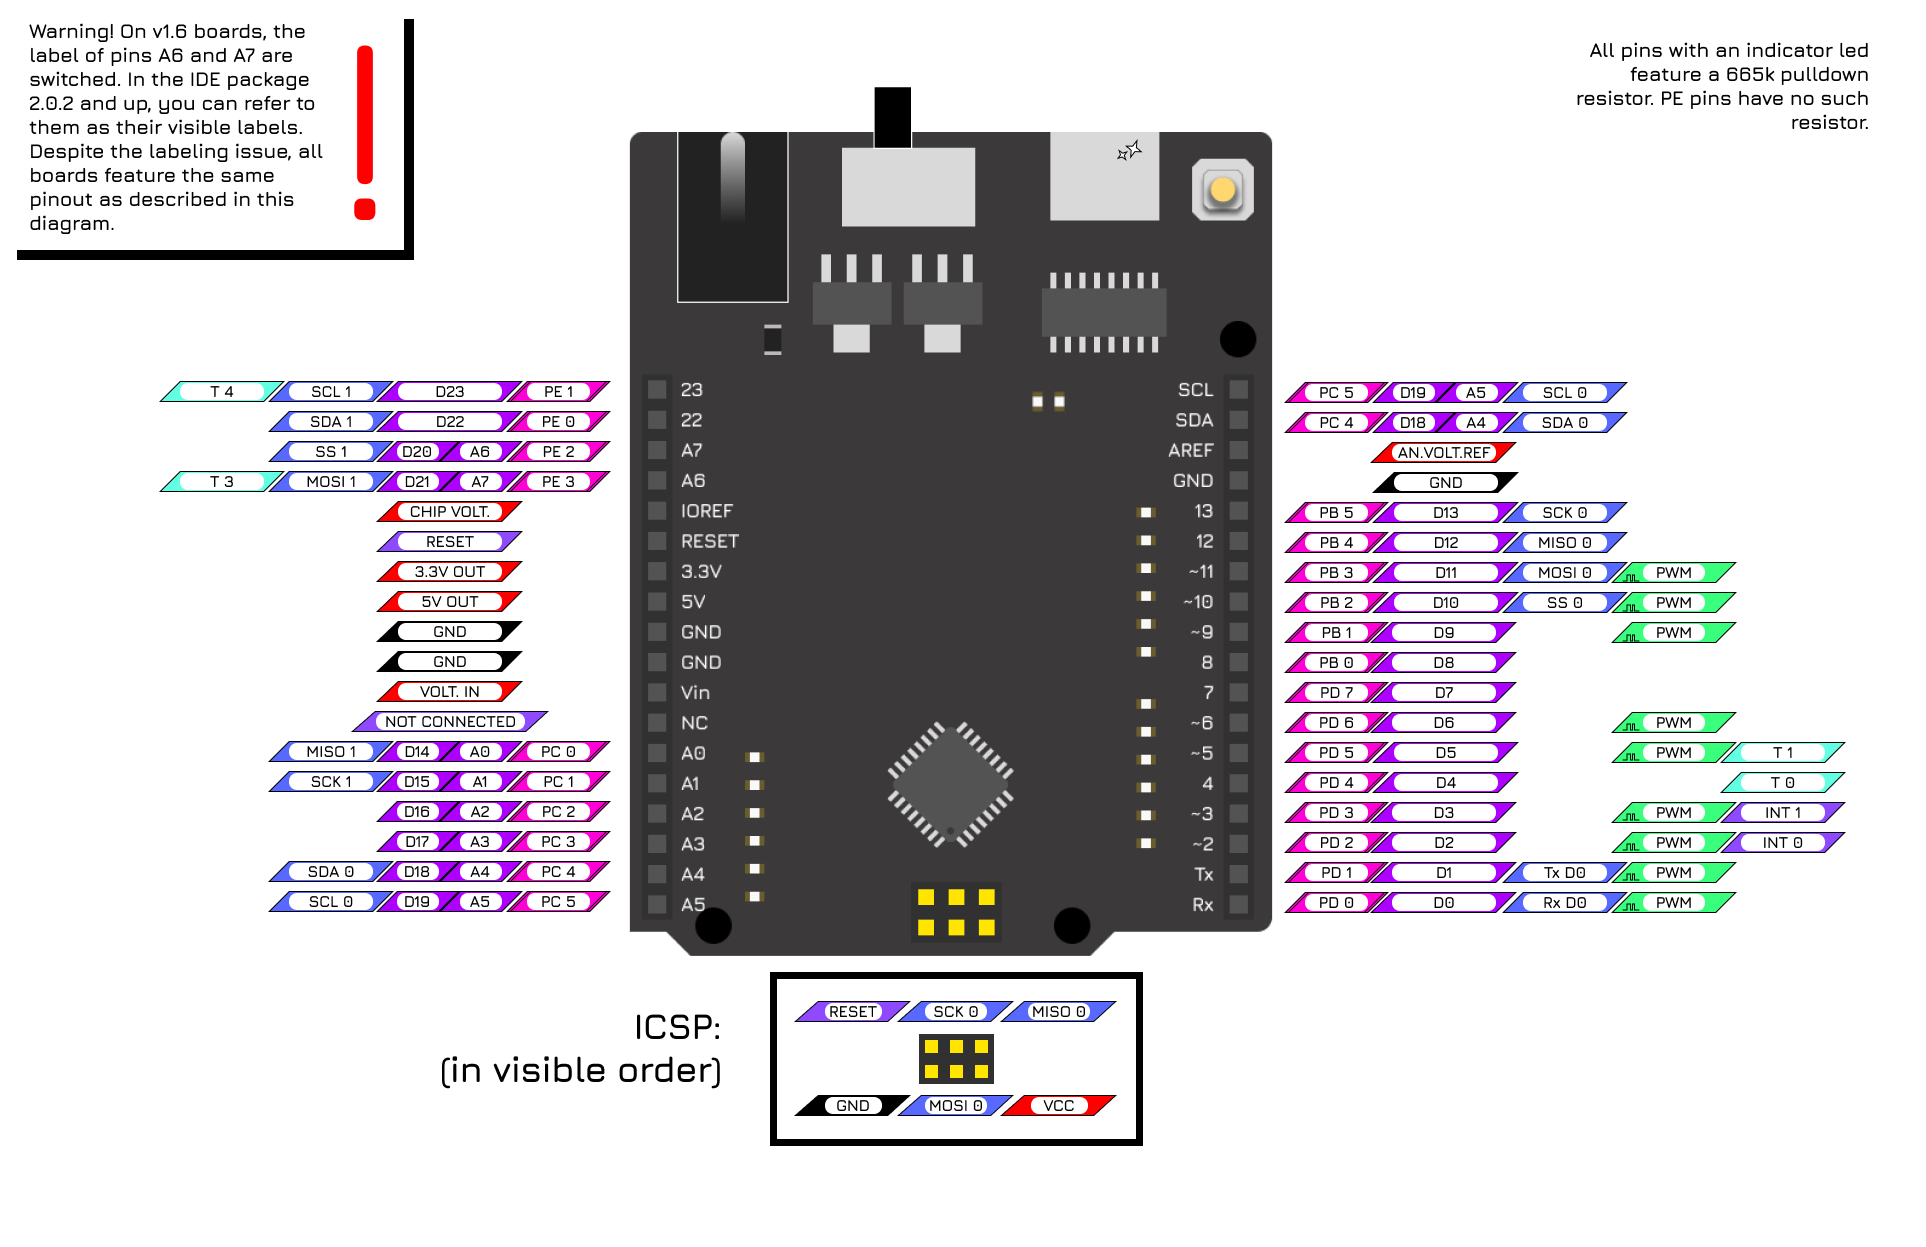 Warning! On v1.6 boards, the
label of pins A6 and A7 are
switched. In the IDE package
2.0.2 and up, you can refer to
them as their visible labels.
Despite the labeling issue, all
boards feature the same
pinout as described in this
diagram.
All pins with an indicator led
feature a 665k pulldown
resistor. PE pins have no such
resistor.
T 4 SCL 1 D23 PE 1 23
SDA 1 D22 PE 0 22
SS 1 D20 A6 PE 2 A7
T 3 MOSI 1 D21 A7 PE 3 A6
CHIP VOLT. IOREF
RESET RESET
3.3V OUT 3.3V
5V OUT 5V
GND GND
GND GND
VOLT. IN Vin
NOT CONNECTED NC
MISO 1 D14 A0 PC 0 A0
SCK 1 D15 A1 PC 1 A1
D16 A2 PC 2 A2
D17 A3 PC 3 A3
SDA 0 D18 A4 PC 4 A4
SCL 0 D19 A5 PC 5 A5
SCL PC 5 D19 A5 SCL 0
SDA PC 4 D18 A4 SDA 0
AREF AN.VOLT.REF
GND GND
13 PB 5 D13 SCK 0
12 PB 4 D12 MISO 0
~11 PB 3 D11 MOSI 0 PWM
~10 PB 2 D10 SS 0 PWM
~9 PB 1 D9 PWM
8 PB 0 D8
7 PD 7 D7
~6 PD 6 D6 PWM
~5 PD 5 D5 PWM T 1
4 PD 4 D4 T 0
~3 PD 3 D3 PWM INT 1
~2 PD 2 D2 PWM INT 0
Tx PD 1 D1 Tx D0 PWM
Rx PD 0 D0 Rx D0 PWM
ICSP:
(in visible order)
RESET SCK 0 MISO 0
GND MOSI 0 VCC